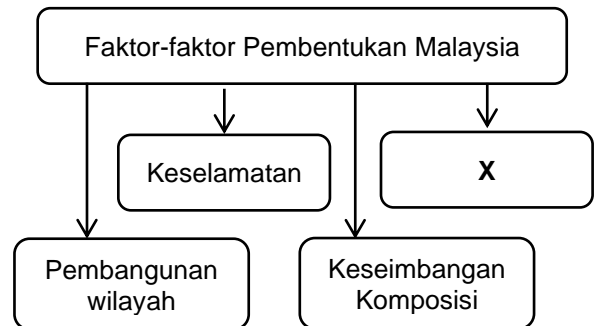 Faktor-faktor Pembentukan Malaysia
Keselamatan
X
Pembangunan
wilayah
Keseimbangan
Komposisi